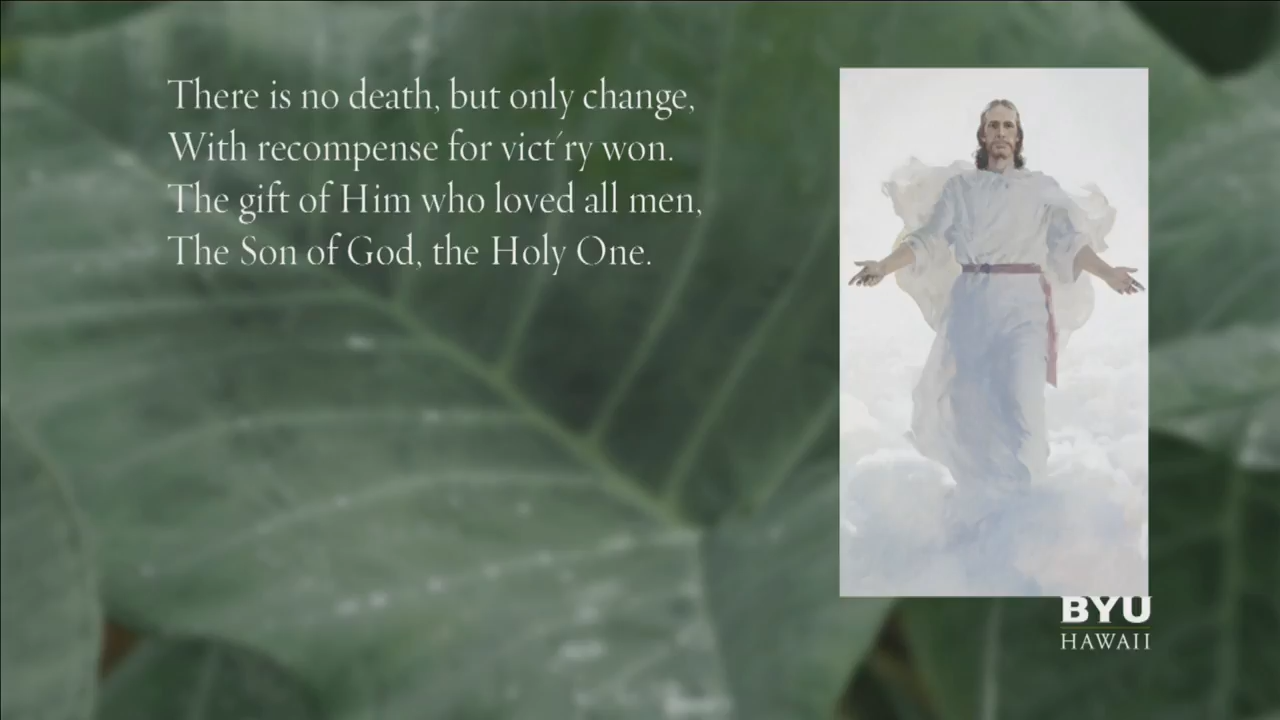 There is no death, but only change,
With recompense for vict´ry won.
The gift of Him who loved all men,
The Son of God, the Holy One.
BYU
HAWAII